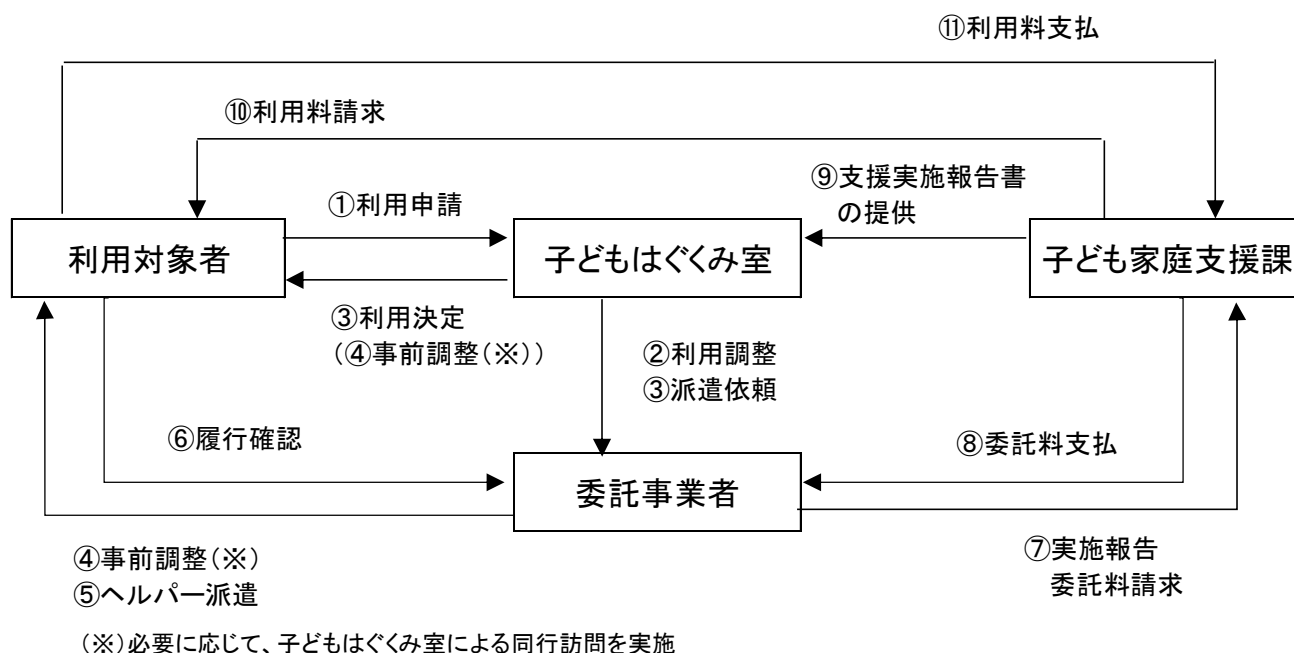 ⑪利用料支払
⑩利用料請求
⑨支援実施報告書
の提供
①利用申請
利用対象者
子どもはぐくみ室
子ども家庭支援課
③利用決定
(④事前調整(※))
②利用調整
③派遣依頼
⑥履行確認
⑧委託料支払
委託事業者
④事前調整(※)
⑤ヘルパー派遣
⑦実施報告
委託料請求
(※)必要に応じて、子どもはぐくみ室による同行訪問を実施